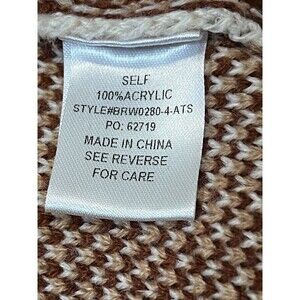 SELF
100%ACRYLIC
STYLE#BRW0280-4-ATS
PO: 62719
MADE IN CHINA
SEE REVERSE
FOR CARE